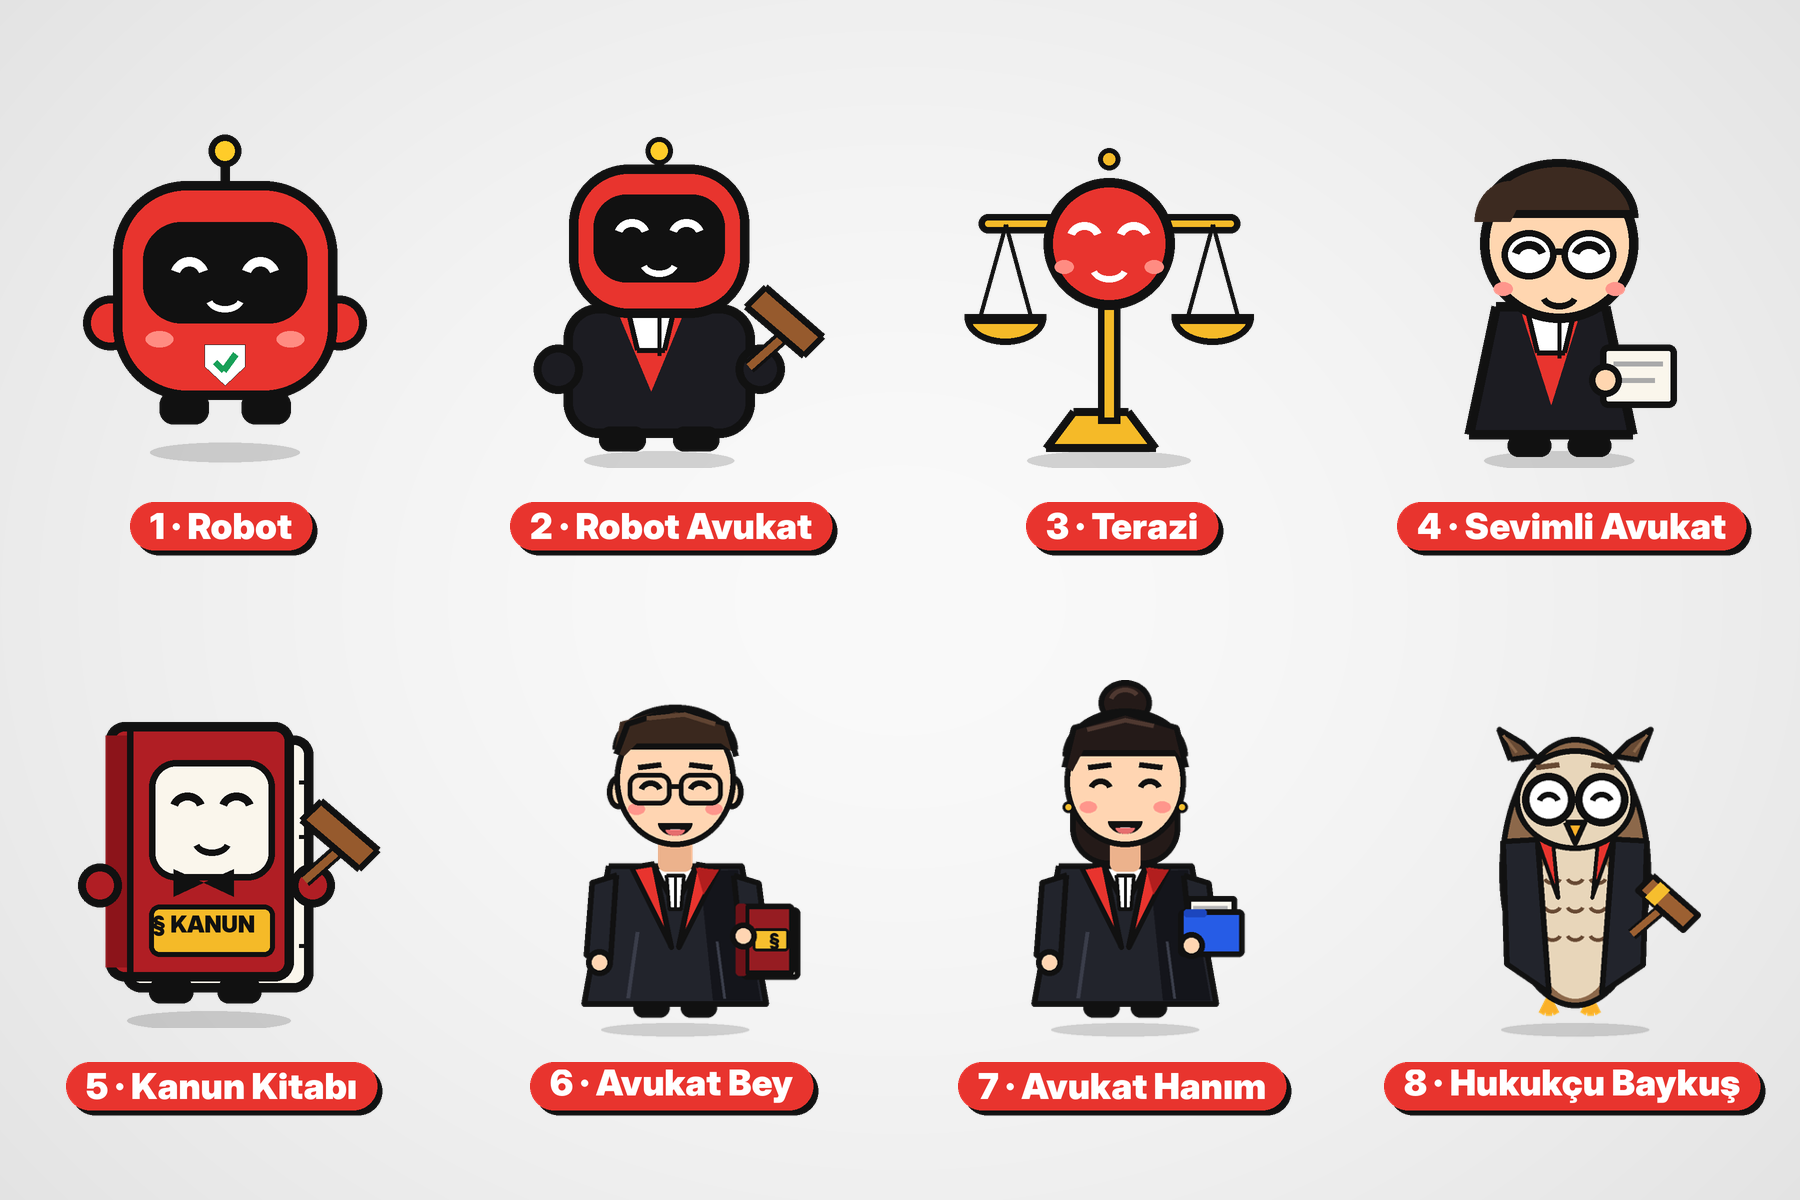 1 · Robot
2 · Robot Avukat
3 · Terazi
4 · Sevimli Avukat
§ KANUN
§
5 · Kanun Kitabı
6 · Avukat Bey
7 · Avukat Hanım
8 · Hukukçu Baykuş